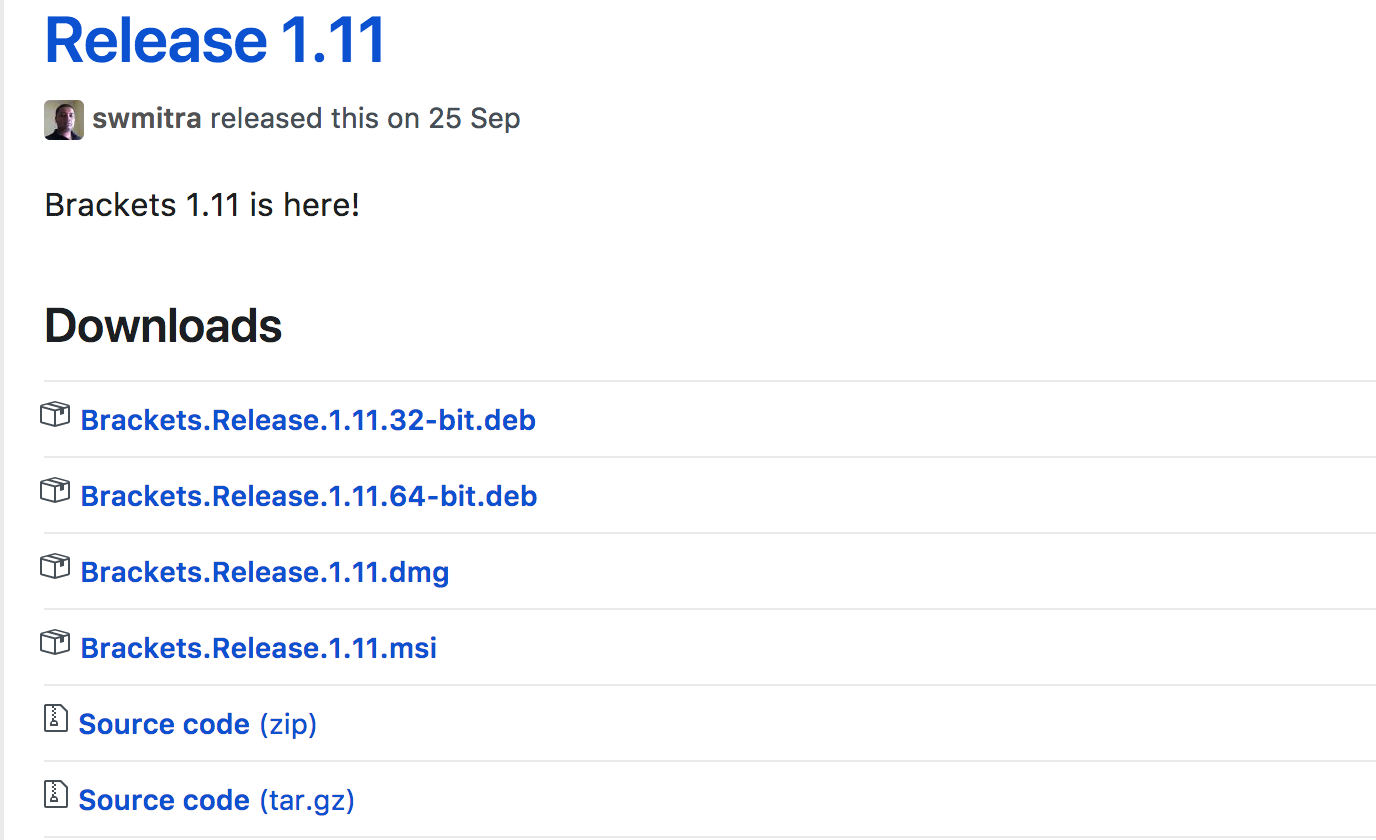 Release 1.11
swmitra released this on 25 Sep
Brackets 1.11 is here!
Downloads
Brackets.Release.1.11.32-bit.deb
Brackets.Release.1.11.64-bit.deb
Brackets.Release.1.11.dmg
Brackets.Release.1.11.msi
Source code (zip)
Source code (tar.gz)